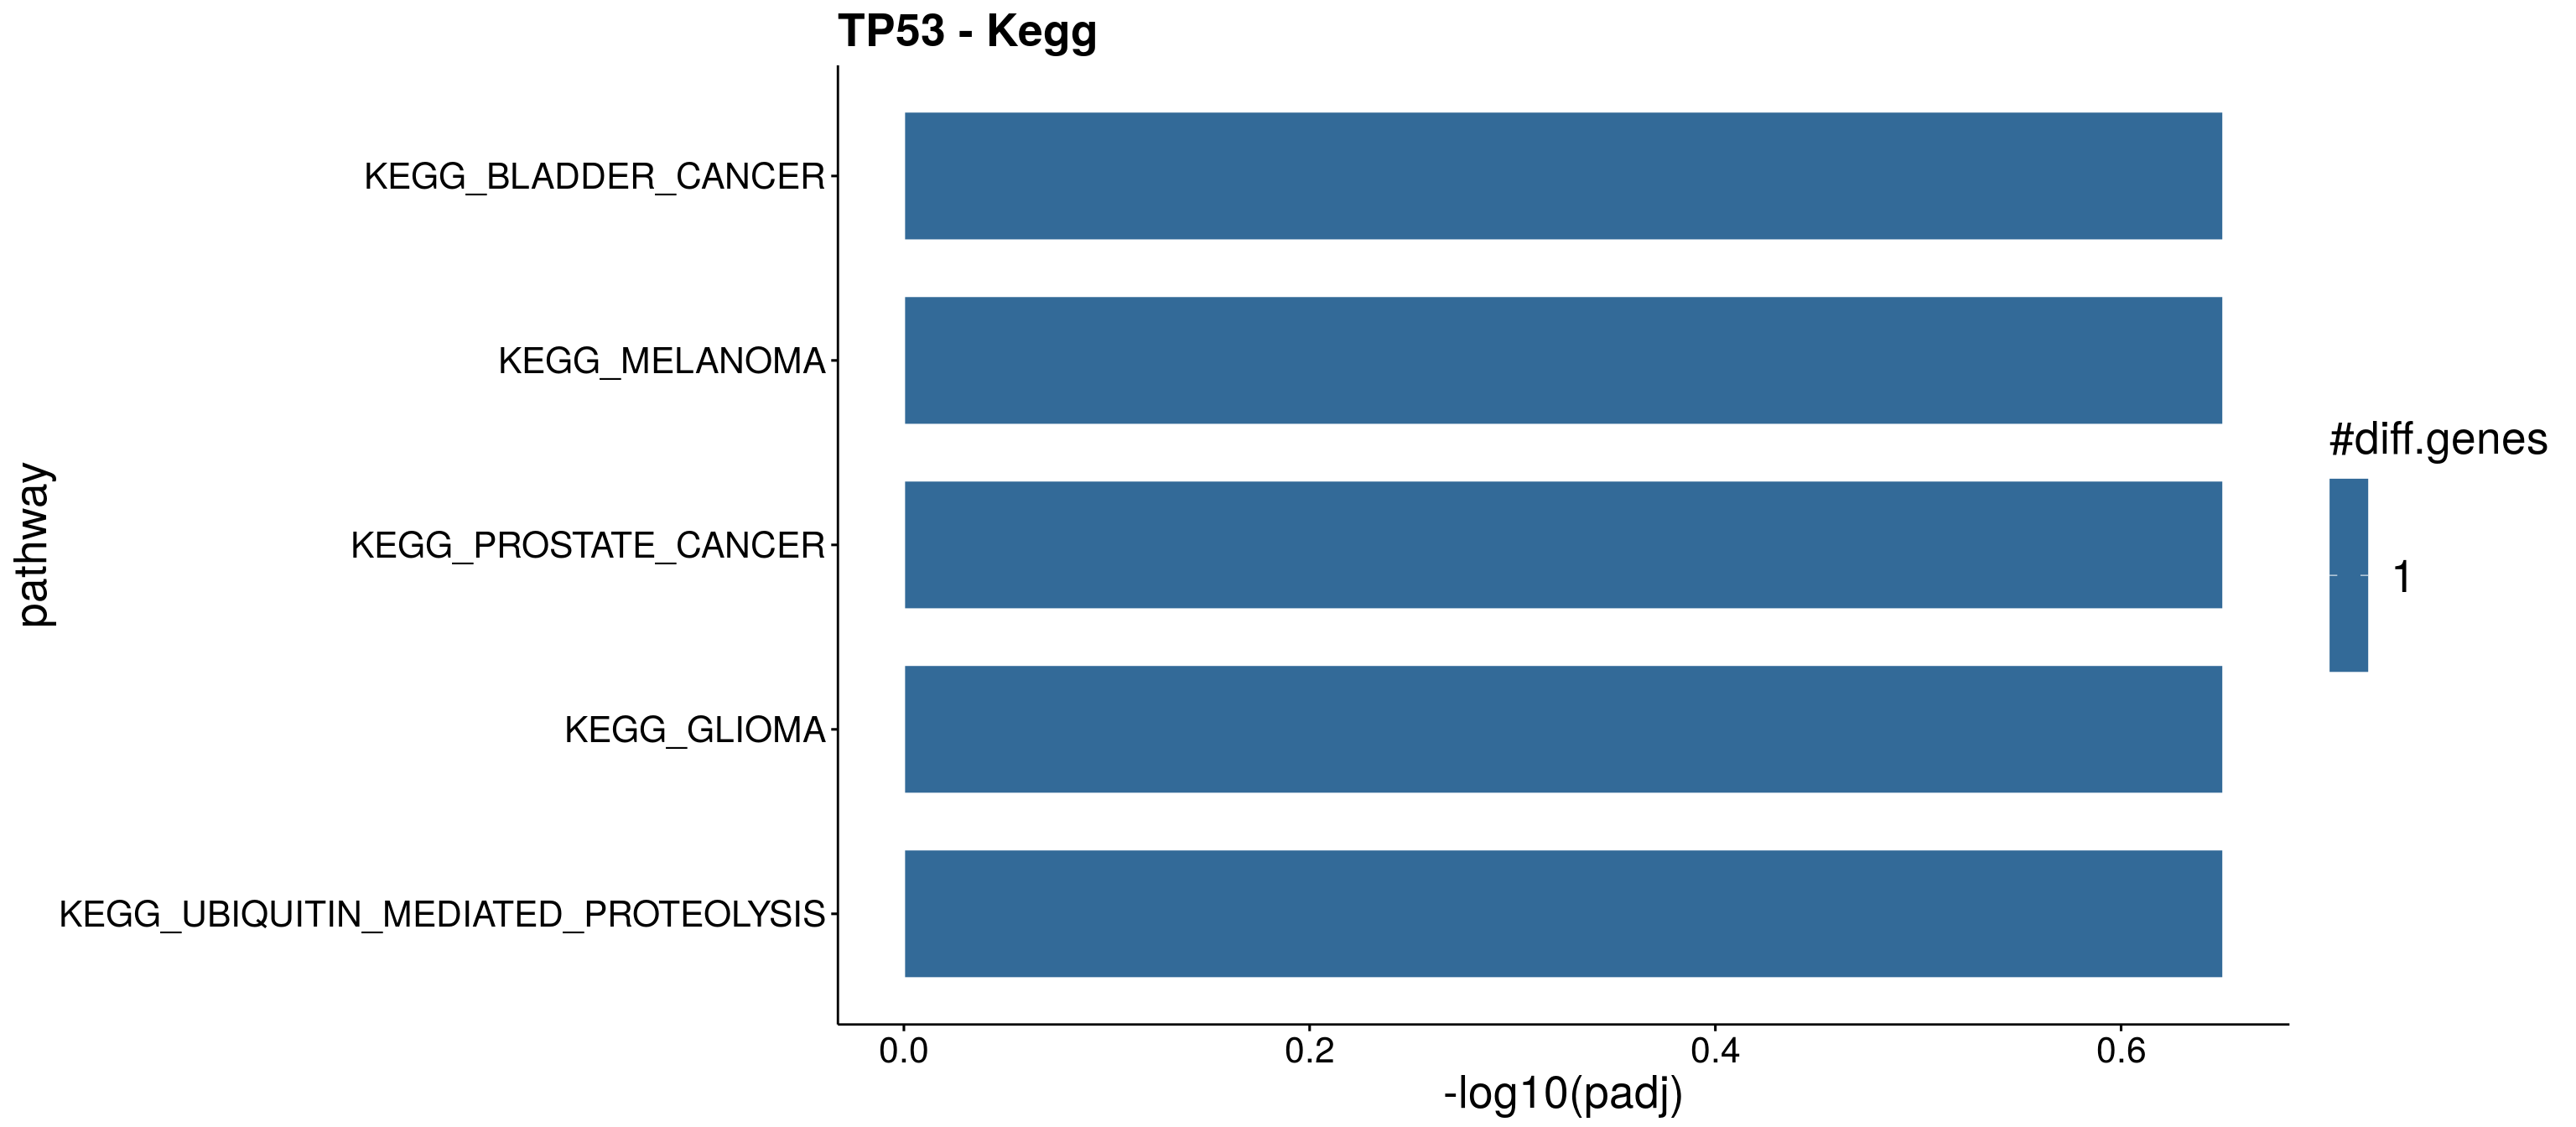 TP53 - Kegg
pathway
KEGG_BLADDER_CANCER
KEGG_MELANOMA
KEGG_PROSTATE_CANCER
KEGG_GLIOMA
KEGG_UBIQUITIN_MEDIATED_PROTEOLYSIS
0.0 0.2 0.4 0.6
-log10(padj)
#diff.genes
1